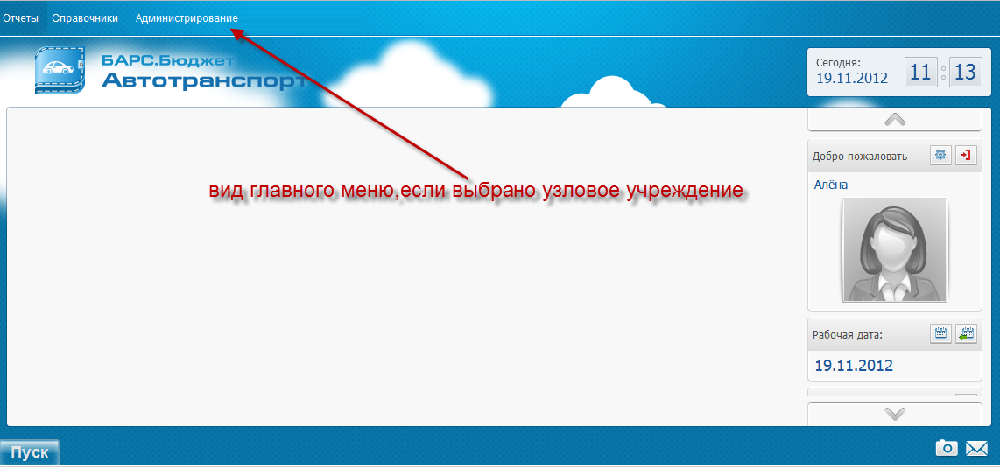 Отчеты Справочники Администрирование
БАРС.Бюджет
Автотранспорт
Сегодня:
19.11.2012
11:13
вид главного меню,если выбрано узловое учреждение
Добро пожаловать
Алёна
Рабочая дата:
19.11.2012
Пуск